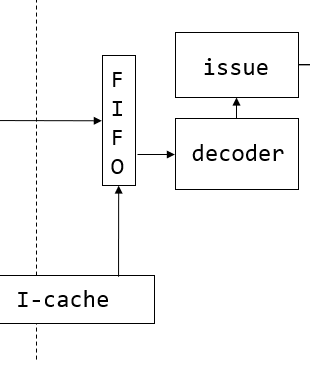 F
I
F
O
issue
decoder
I-cache